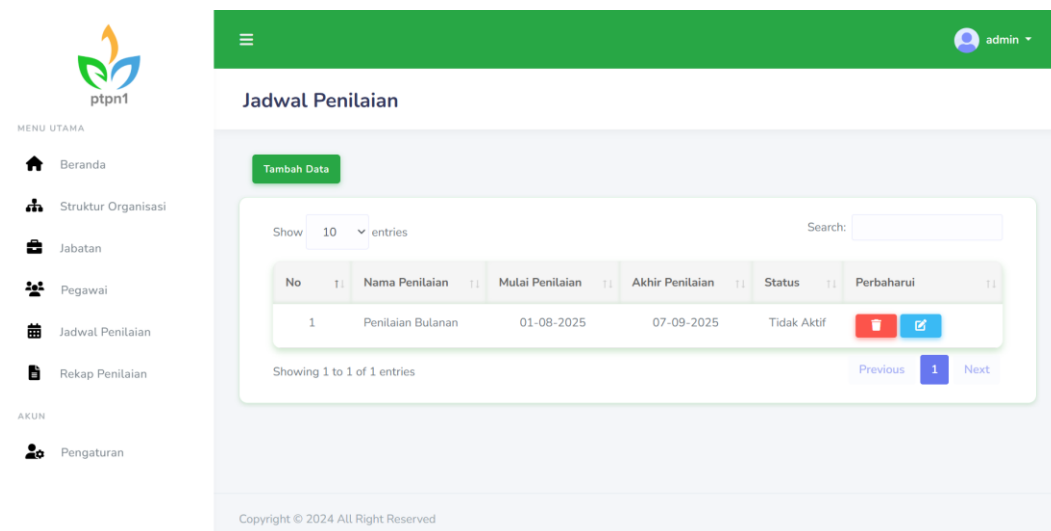 ptpn1
MENU UTAMA
Beranda
Struktur Organisasi
Jabatan
Pegawai
Jadwal Penilaian
Rekap Penilaian
AKUN
Pengaturan
admin
Jadwal Penilaian
Tambah Data
Show 10 entries Search:
No Nama Penilaian Mulai Penilaian Akhir Penilaian Status Perbaharui
1 Penilaian Bulanan 01-08-2025 07-09-2025 Tidak Aktif
Showing 1 to 1 of 1 entries Previous 1 Next
Copyright © 2024 All Right Reserved